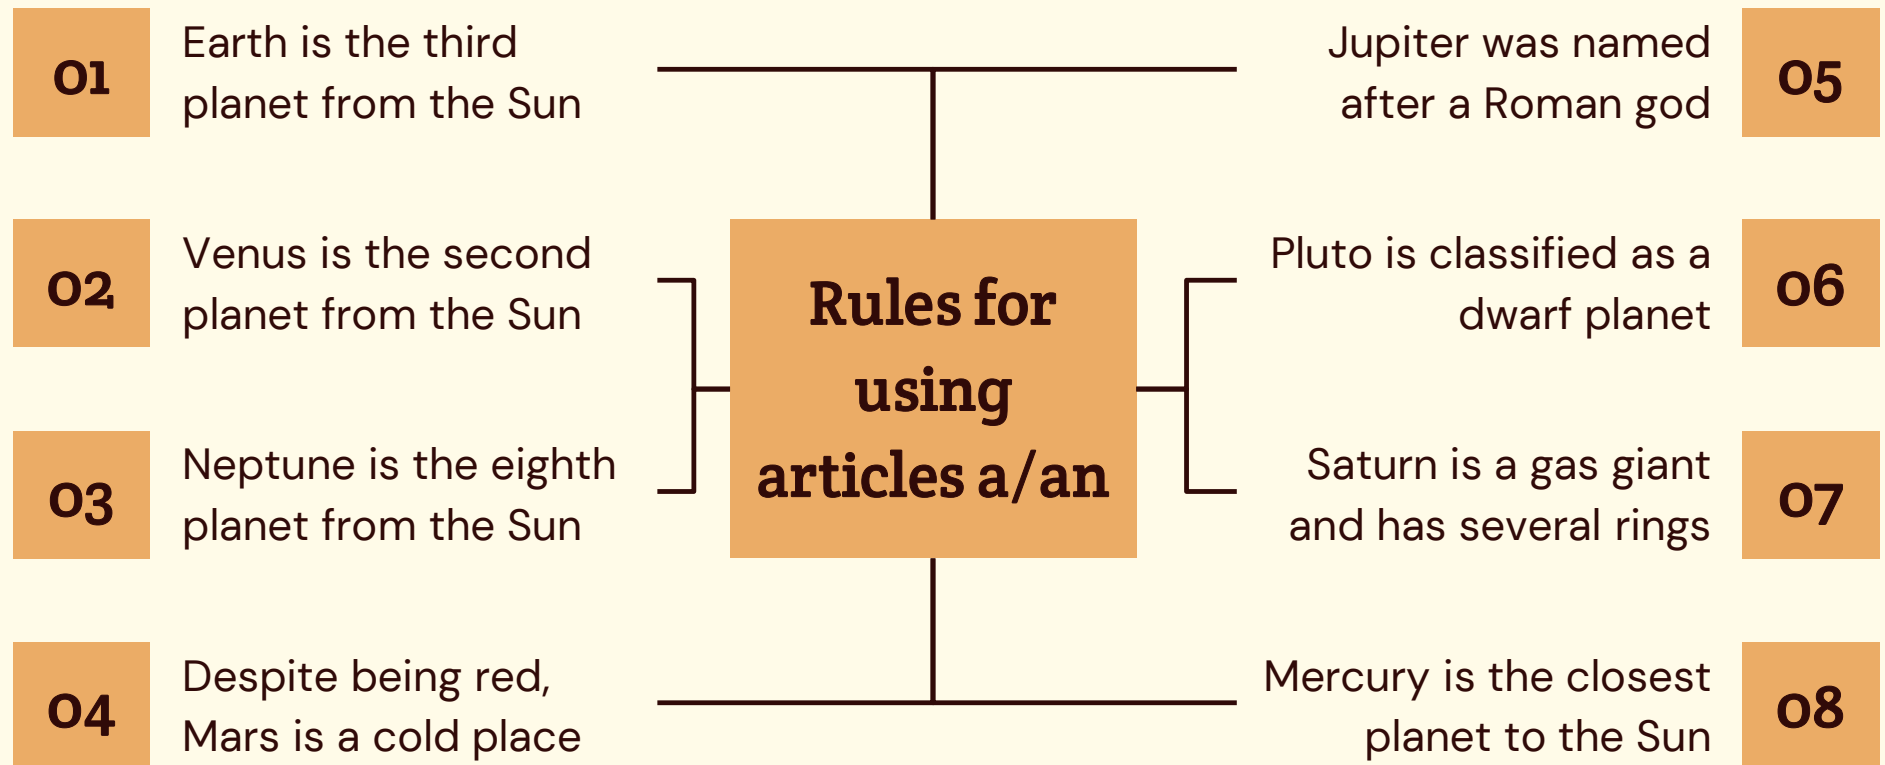 01
Earth is the third
planet from the Sun
02
Venus is the second
planet from the Sun
03
Neptune is the eighth
planet from the Sun
04
Despite being red,
Mars is a cold place
Rules for
using
articles a/an
Jupiter was named
after a Roman god
05
Pluto is classified as a
dwarf planet
06
Saturn is a gas giant
and has several rings
07
Mercury is the closest
planet to the Sun
08